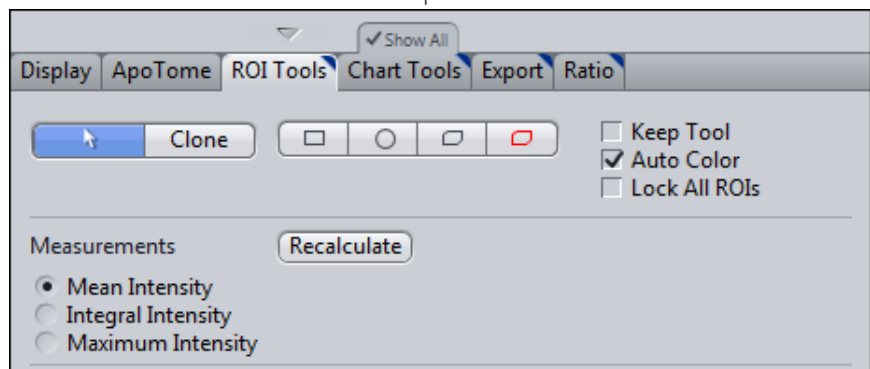 Show All
Display ApoTome ROI Tools Chart Tools Export Ratio
Clone
Keep Tool
Auto Color
Lock All ROIs
Measurements Recalculate
Mean Intensity
Integral Intensity
Maximum Intensity